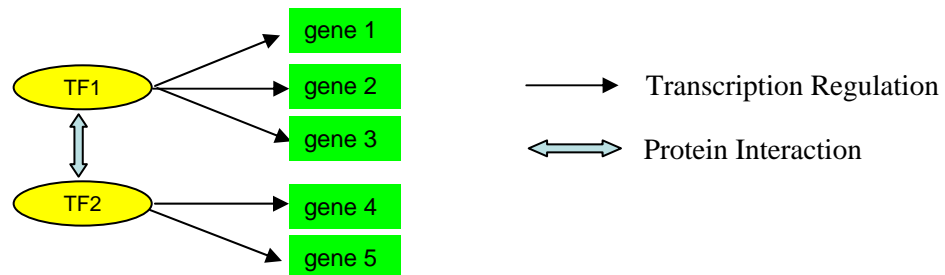 gene 1
TF1
gene 2
Transcription Regulation
gene 3
Protein Interaction
TF2
gene 4
gene 5